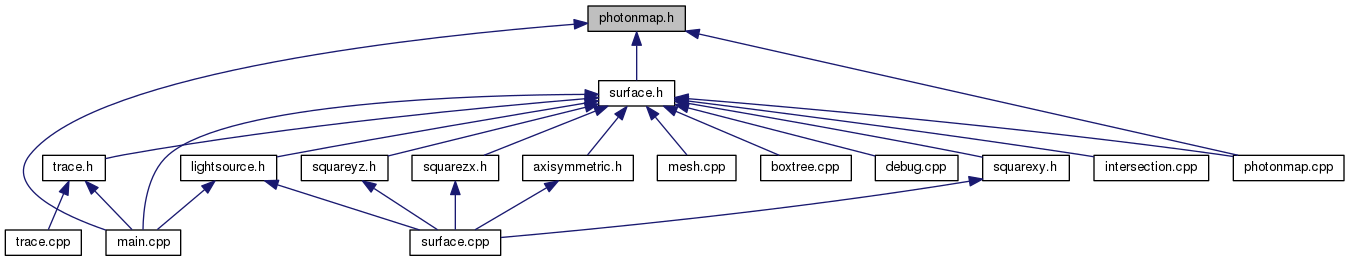 photonmap.h
surface.h
trace.h
lightsource.h
squareyz.h
squarezx.h
axisymmetric.h
mesh.cpp
boxtree.cpp
debug.cpp
squarexy.h
intersection.cpp
photonmap.cpp
trace.cpp
main.cpp
surface.cpp